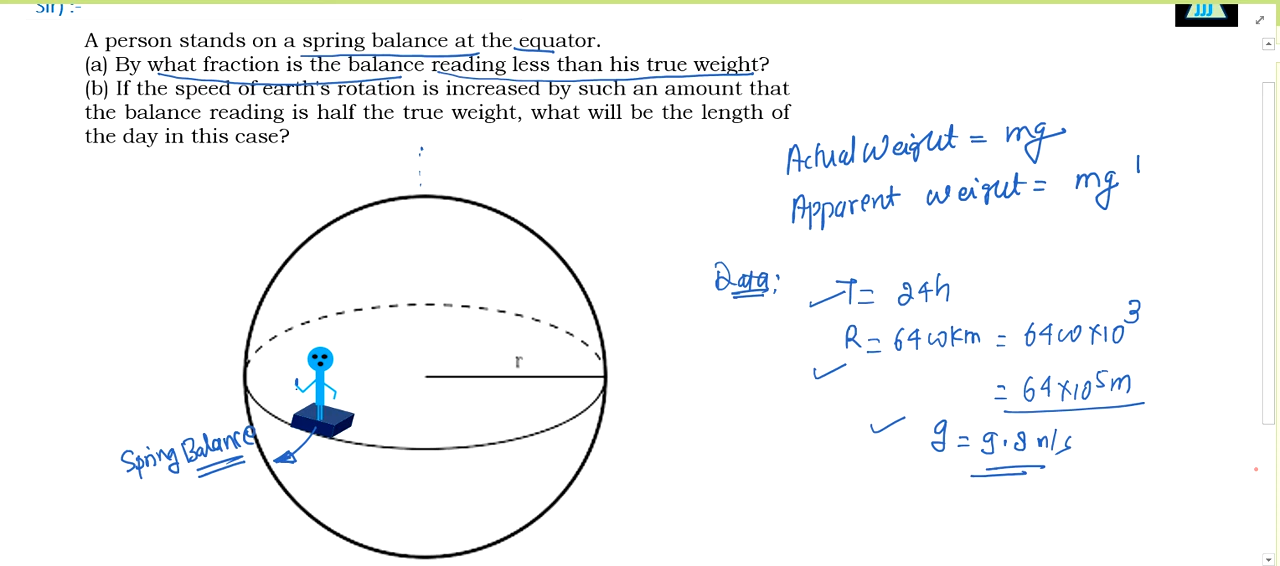 Sir) :-
A person stands on a spring balance at the equator.
(a) By what fraction is the balance reading less than his true weight?
(b) If the speed of earth's rotation is increased by such an amount that
the balance reading is half the true weight, what will be the length of
the day in this case?
Actual weight = mg
Apparent weight = mg'
Data:
T = 24h
R = 6400km = 6400×10³
= 64×10⁵m
g = 9.8 m/s
r
Spring Balance